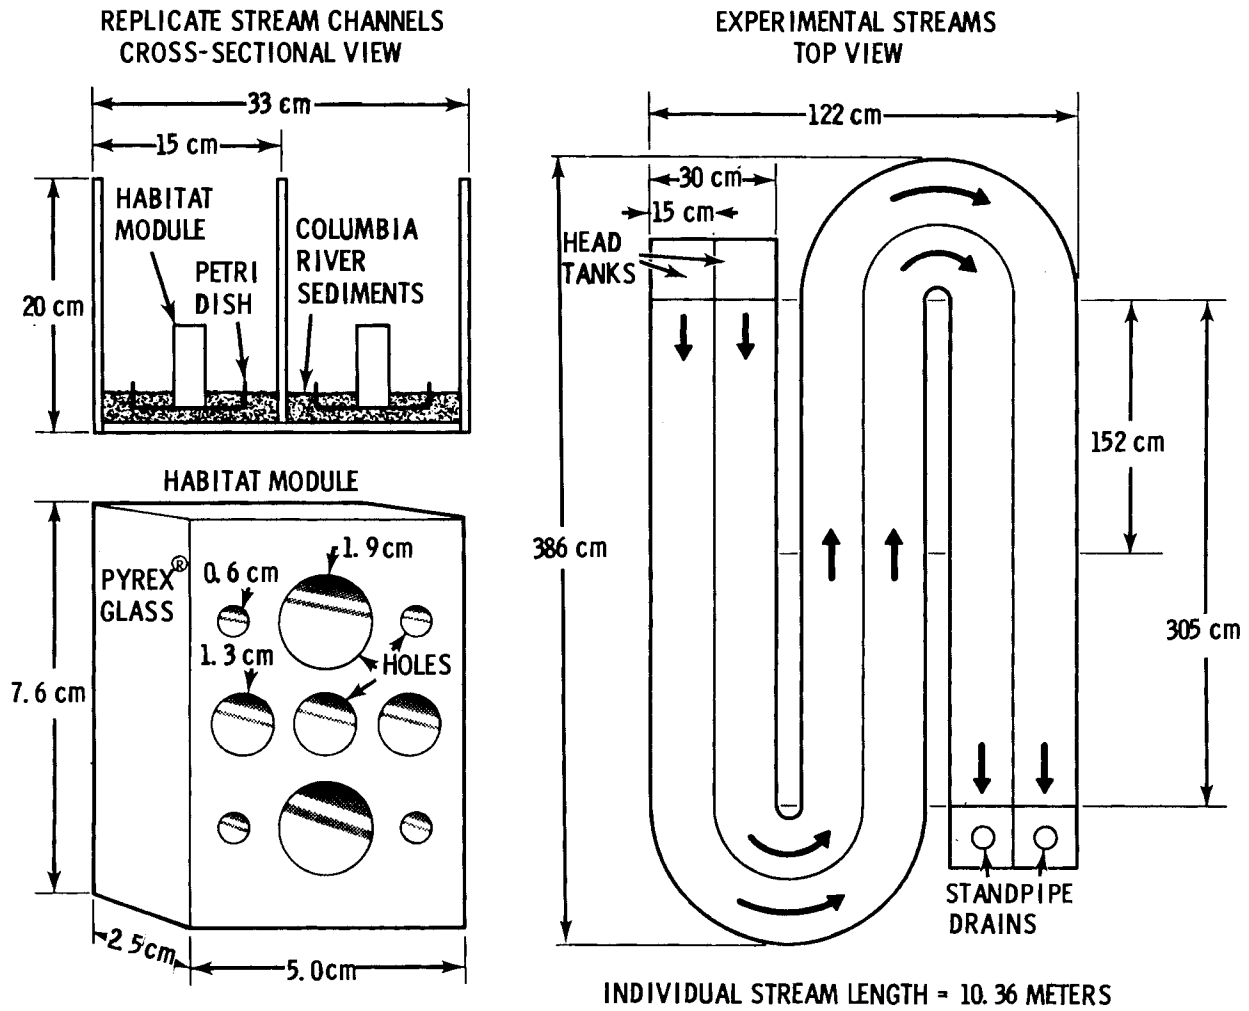 REPLICATE STREAM CHANNELS
CROSS-SECTIONAL VIEW
33 cm
15 cm
HABITAT
MODULE
PETRI
DISH
COLUMBIA
RIVER
SEDIMENTS
20 cm
HABITAT MODULE
PYREX®
GLASS
0.6 cm
1.9 cm
1.3 cm
HOLES
7.6 cm
2.5 cm
5.0 cm
EXPERIMENTAL STREAMS
TOP VIEW
122 cm
30 cm
15 cm
HEAD
TANKS
152 cm
386 cm
305 cm
STANDPIPE
DRAINS
INDIVIDUAL STREAM LENGTH = 10.36 METERS